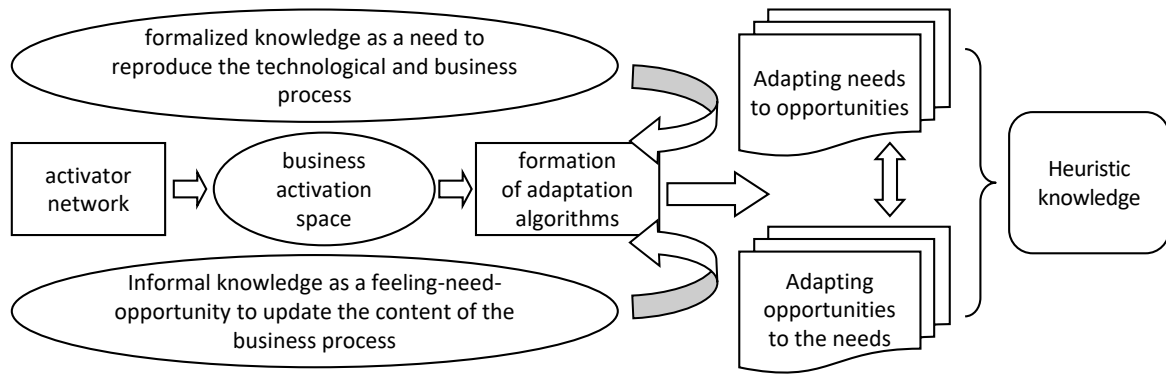 formalized knowledge as a need to
reproduce the technological and business
process
Adapting needs
to opportunities
activator
network
business
activation
space
formation
of adaptation
algorithms
Heuristic
knowledge
Informal knowledge as a feeling-need-
opportunity to update the content of the
business process
Adapting
opportunities
to the needs